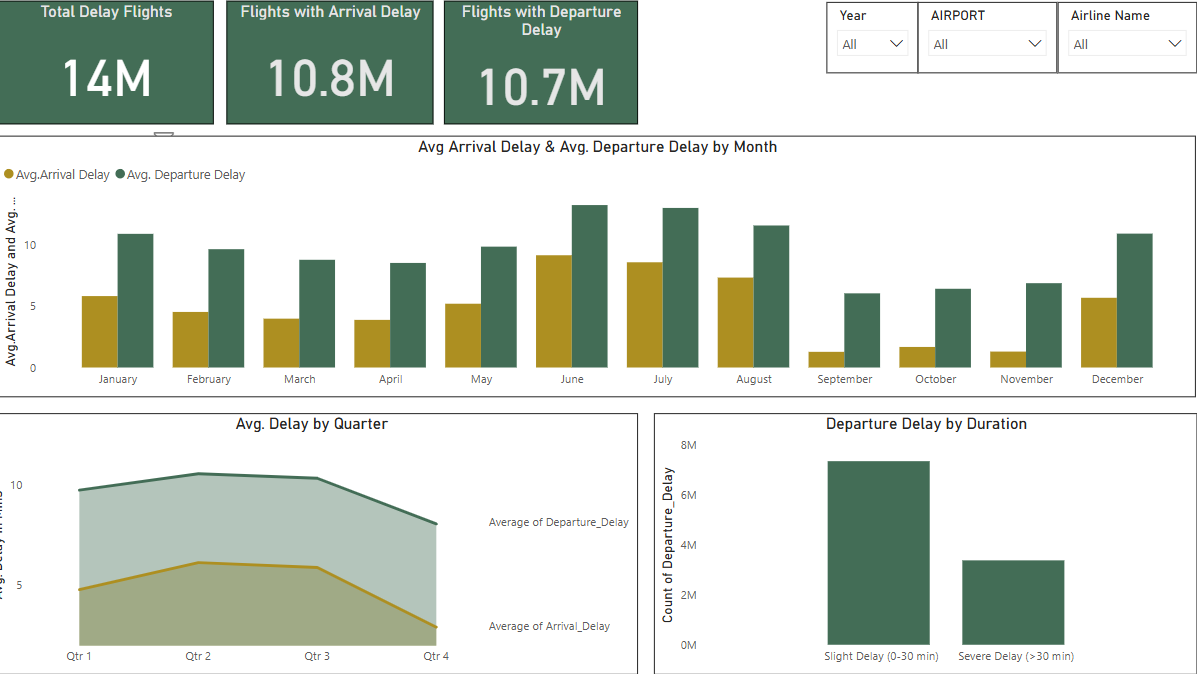 Total Delay Flights
14M
Flights with Arrival Delay
10.8M
Flights with Departure
Delay
10.7M
Year
All
AIRPORT
All
Airline Name
All
Avg Arrival Delay & Avg. Departure Delay by Month
Avg.Arrival Delay
Avg. Departure Delay
Avg.Arrival Delay and Avg. ...
10
5
0
January
February
March
April
May
June
July
August
September
October
November
December
Avg. Delay by Quarter
10
5
Average of Departure_Delay
Average of Arrival_Delay
Qtr 1
Qtr 2
Qtr 3
Qtr 4
Departure Delay by Duration
Count of Departure_Delay
8M
6M
4M
2M
0M
Slight Delay (0-30 min)
Severe Delay (>30 min)